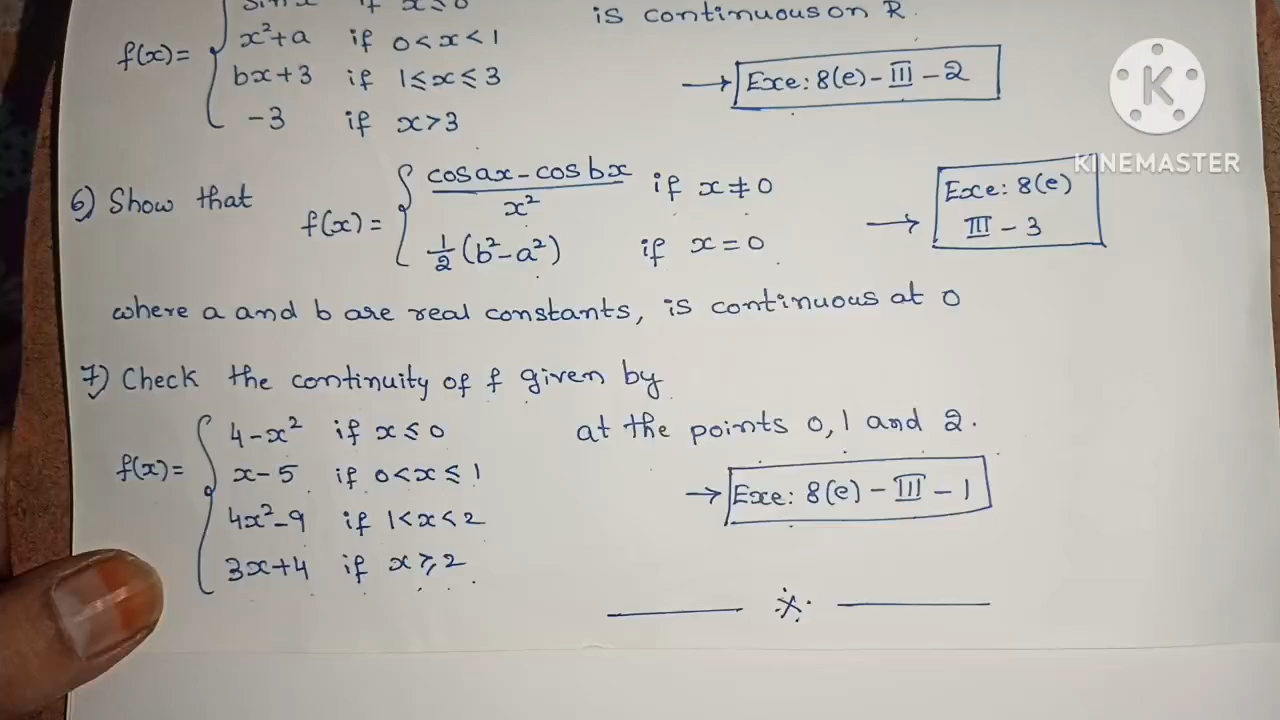 if x ≤ 0 is continuous on R.
f(x) = x²+a if 0<x<1
bx+3 if 1≤x≤3 → Exe: 8(e) - III - 2
-3 if x>3
K
KINEMASTER
6) Show that f(x) = cos ax - cos bx / x² if x ≠ 0
½(b²-a²) if x = 0
→ Exe: 8(e)
III - 3
where a and b are real constants, is continuous at 0
7) Check the continuity of f given by
f(x) = 4-x² if x ≤ 0 at the points 0, 1 and 2.
x-5 if 0<x≤1
4x²-9 if 1<x<2 → Exe: 8(e) - III - 1
3x+4 if x ≥ 2